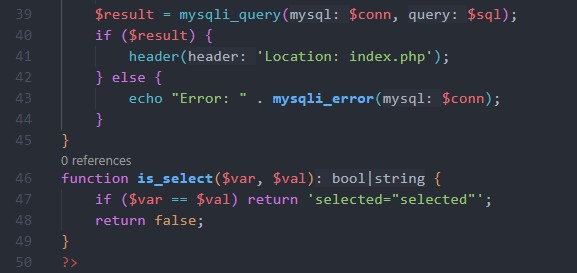 39 $result = mysqli_query(mysql: $conn, query: $sql);
40 if ($result) {
41 header(header: 'Location: index.php');
42 } else {
43 echo "Error: " . mysqli_error(mysql: $conn);
44 }
45 }
0 references
46 function is_select($var, $val): bool|string {
47 if ($var == $val) return 'selected="selected"';
48 return false;
49 }
50 ?>